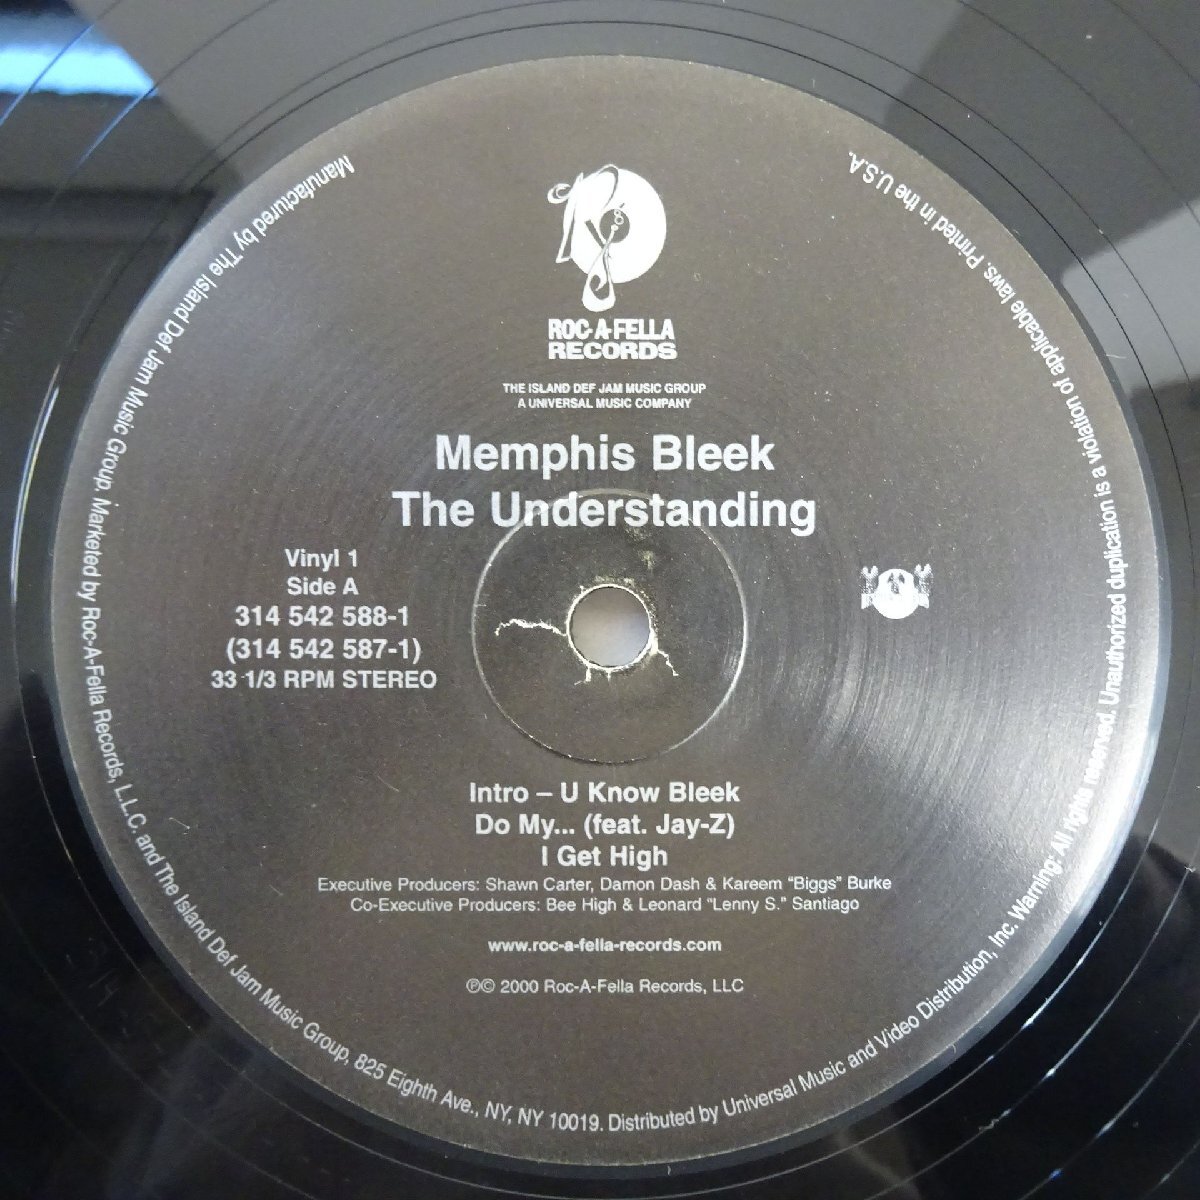 ROC-A-FELLA
RECORDS
THE ISLAND DEF JAM MUSIC GROUP
A UNIVERSAL MUSIC COMPANY
Memphis Bleek
The Understanding
Vinyl 1
Side A
314 542 588-1
(314 542 587-1)
33 1/3 RPM STEREO
Intro – U Know Bleek
Do My... (feat. Jay-Z)
I Get High
Executive Producers: Shawn Carter, Damon Dash & Kareem “Biggs” Burke
Co-Executive Producers: Bee High & Leonard “Lenny S.” Santiago
www.roc-a-fella-records.com
℗© 2000 Roc-A-Fella Records, LLC
Manufactured by The Island Def Jam Music Group. Marketed by Roc-A-Fella Records, L.L.C. and The Island Def Jam Music Group, 825 Eighth Ave., NY, NY 10019. Distributed by Universal Music and Video Distribution, Inc. Warning: All rights reserved. Unauthorized duplication is a violation of applicable laws. Printed in the U.S.A.